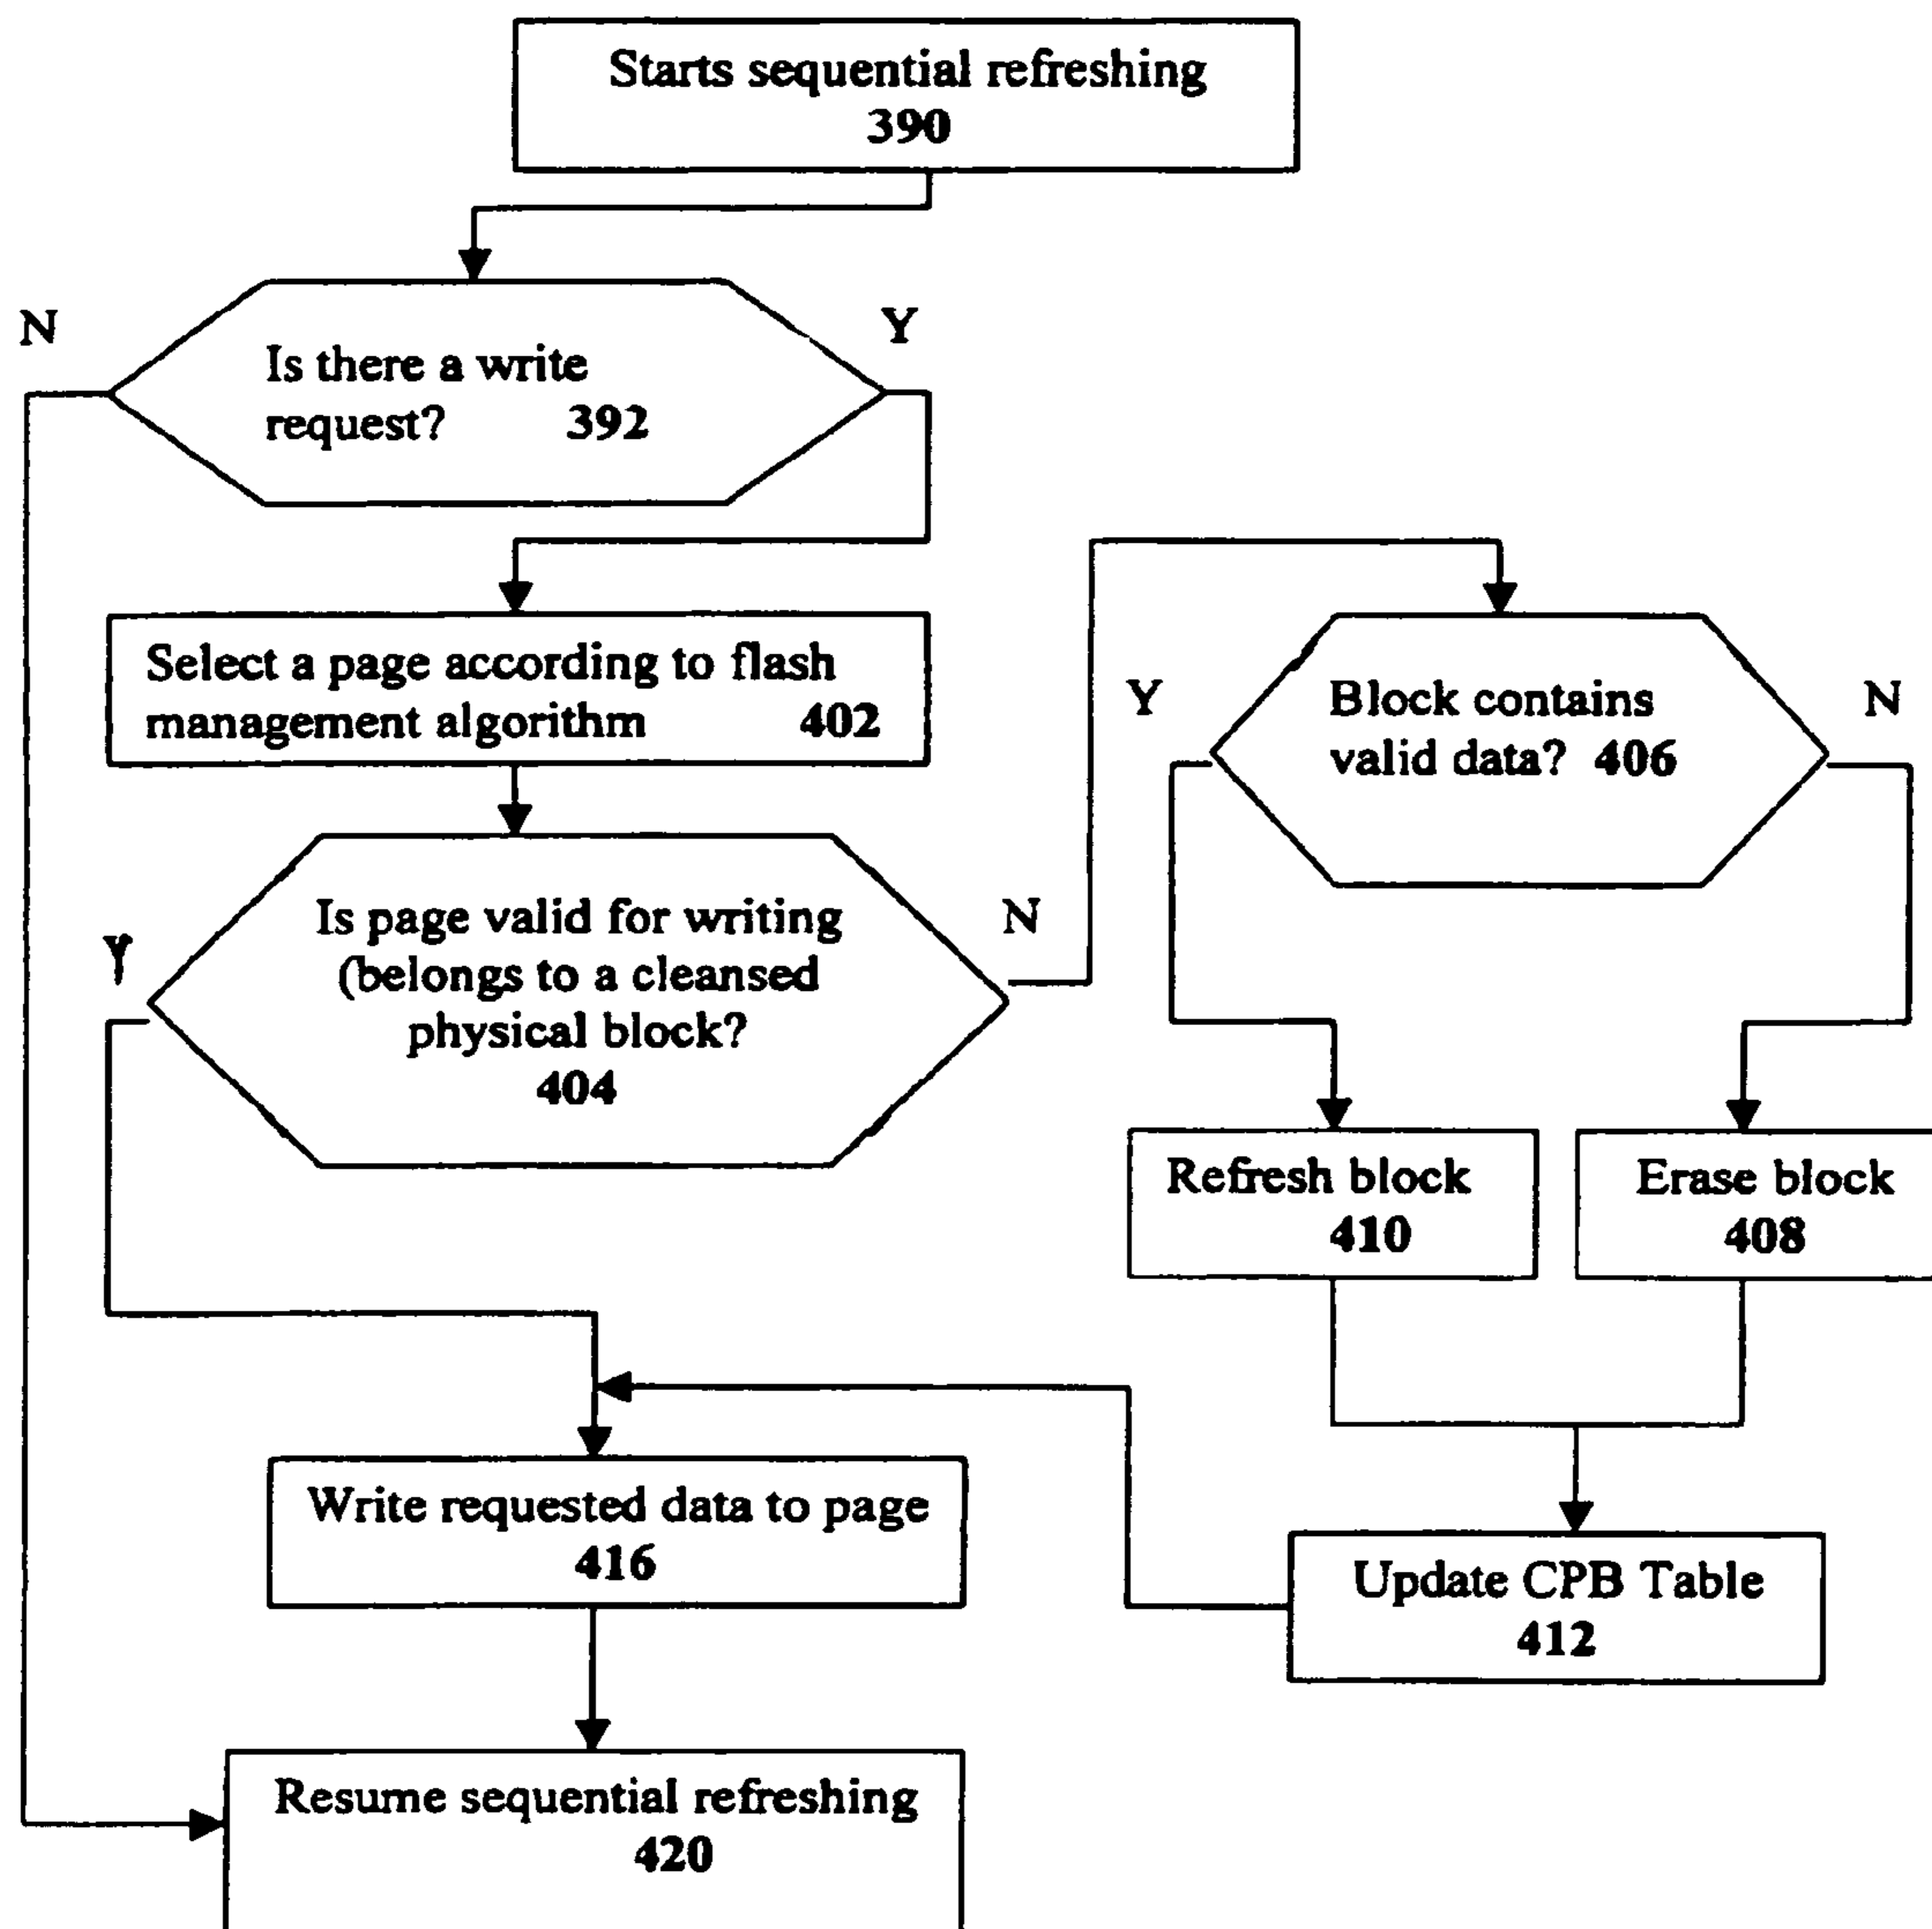 Starts sequential refreshing
390
N
Y
Is there a write
request? 392
Select a page according to flash
management algorithm 402
Y
Block contains
valid data? 406
N
Y
Is page valid for writing
(belongs to a cleansed
physical block?
404
N
Refresh block
410
Erase block
408
Write requested data to page
416
Update CPB Table
412
Resume sequential refreshing
420